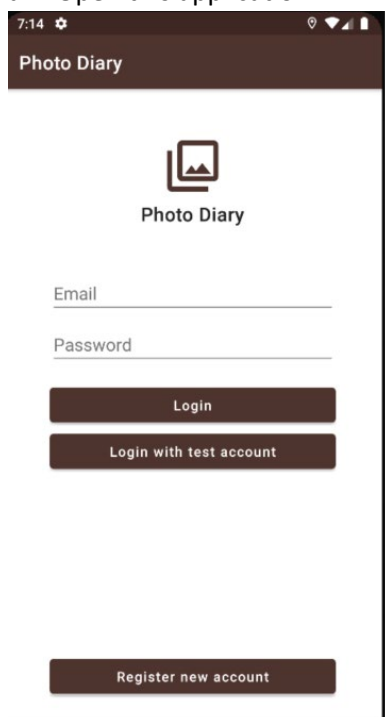 7:14
Photo Diary
Photo Diary
Email
Password
Login
Login with test account
Register new account